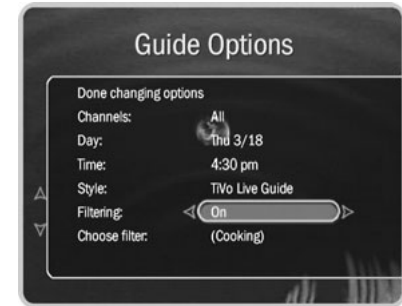 Guide Options
Done changing options
Channels: All
Day: Thu 3/18
Time: 4:30 pm
Style: TiVo Live Guide
Filtering: On
Choose filter: (Cooking)